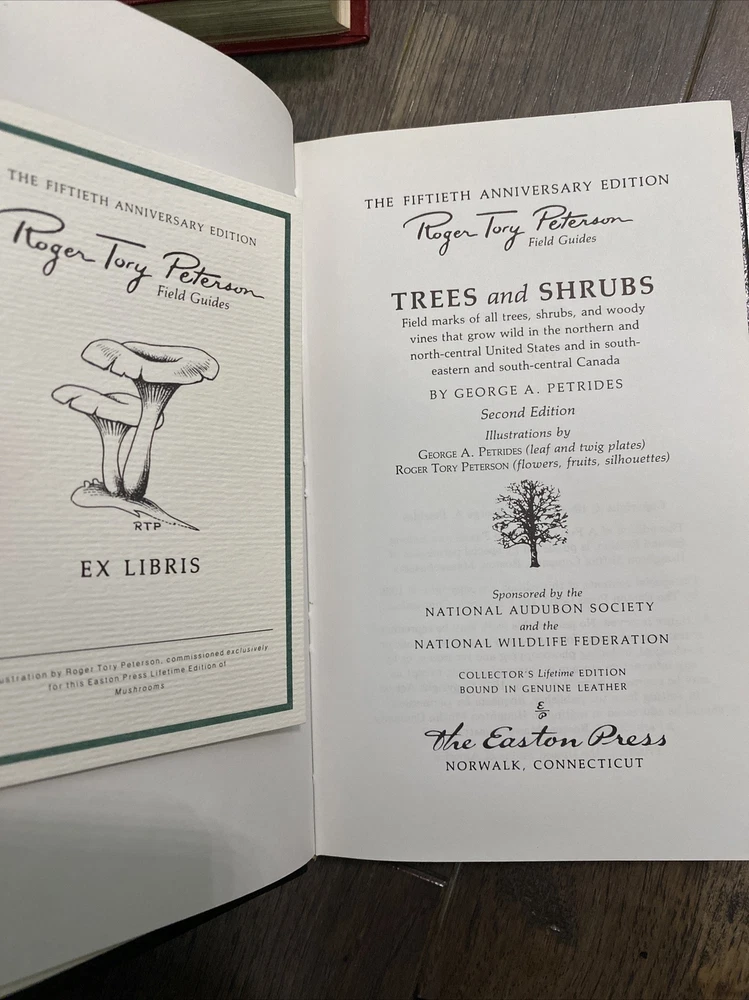 THE FIFTIETH ANNIVERSARY EDITION
Roger Tory Peterson
Field Guides
RTP
EX LIBRIS
by Roger Tory Peterson, commissioned exclusively
for this Easton Press Lifetime Edition of
Mushrooms
THE FIFTIETH ANNIVERSARY EDITION
Roger Tory Peterson
Field Guides
TREES and SHRUBS
Field marks of all trees, shrubs, and woody
vines that grow wild in the northern and
north-central United States and in south-
eastern and south-central Canada
BY GEORGE A. PETRIDES
Second Edition
Illustrations by
GEORGE A. PETRIDES (leaf and twig plates)
ROGER TORY PETERSON (flowers, fruits, silhouettes)
Sponsored by the
NATIONAL AUDUBON SOCIETY
and the
NATIONAL WILDLIFE FEDERATION
COLLECTOR'S Lifetime EDITION
BOUND IN GENUINE LEATHER
E
P
The Easton Press
NORWALK, CONNECTICUT